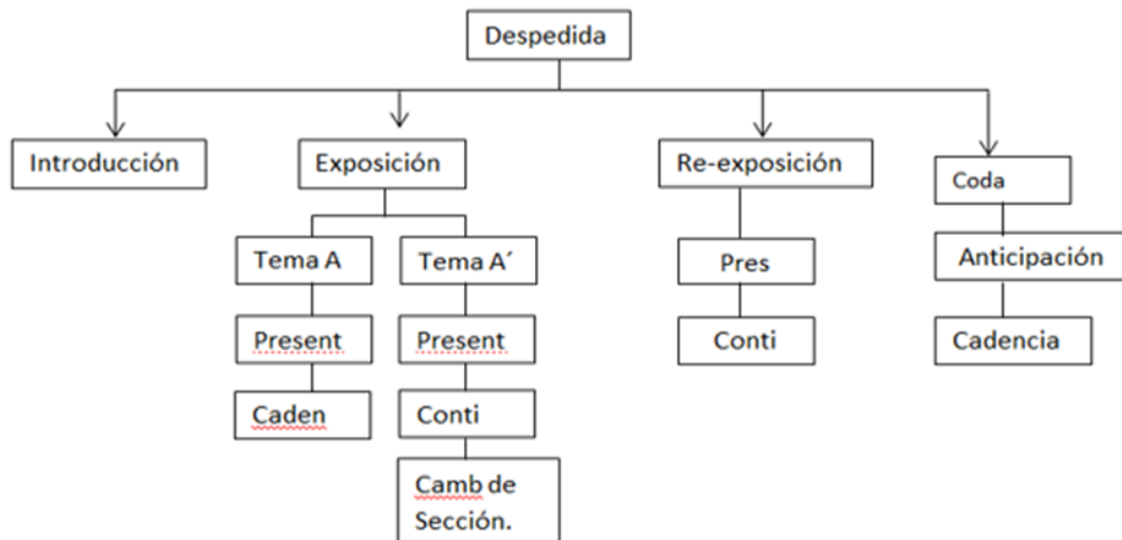 Despedida
Introducción
Exposición
Re-exposición
Coda
Tema A
Tema A´
Pres
Anticipación
Present
Present
Conti
Cadencia
Caden
Conti
Camb de
Sección.